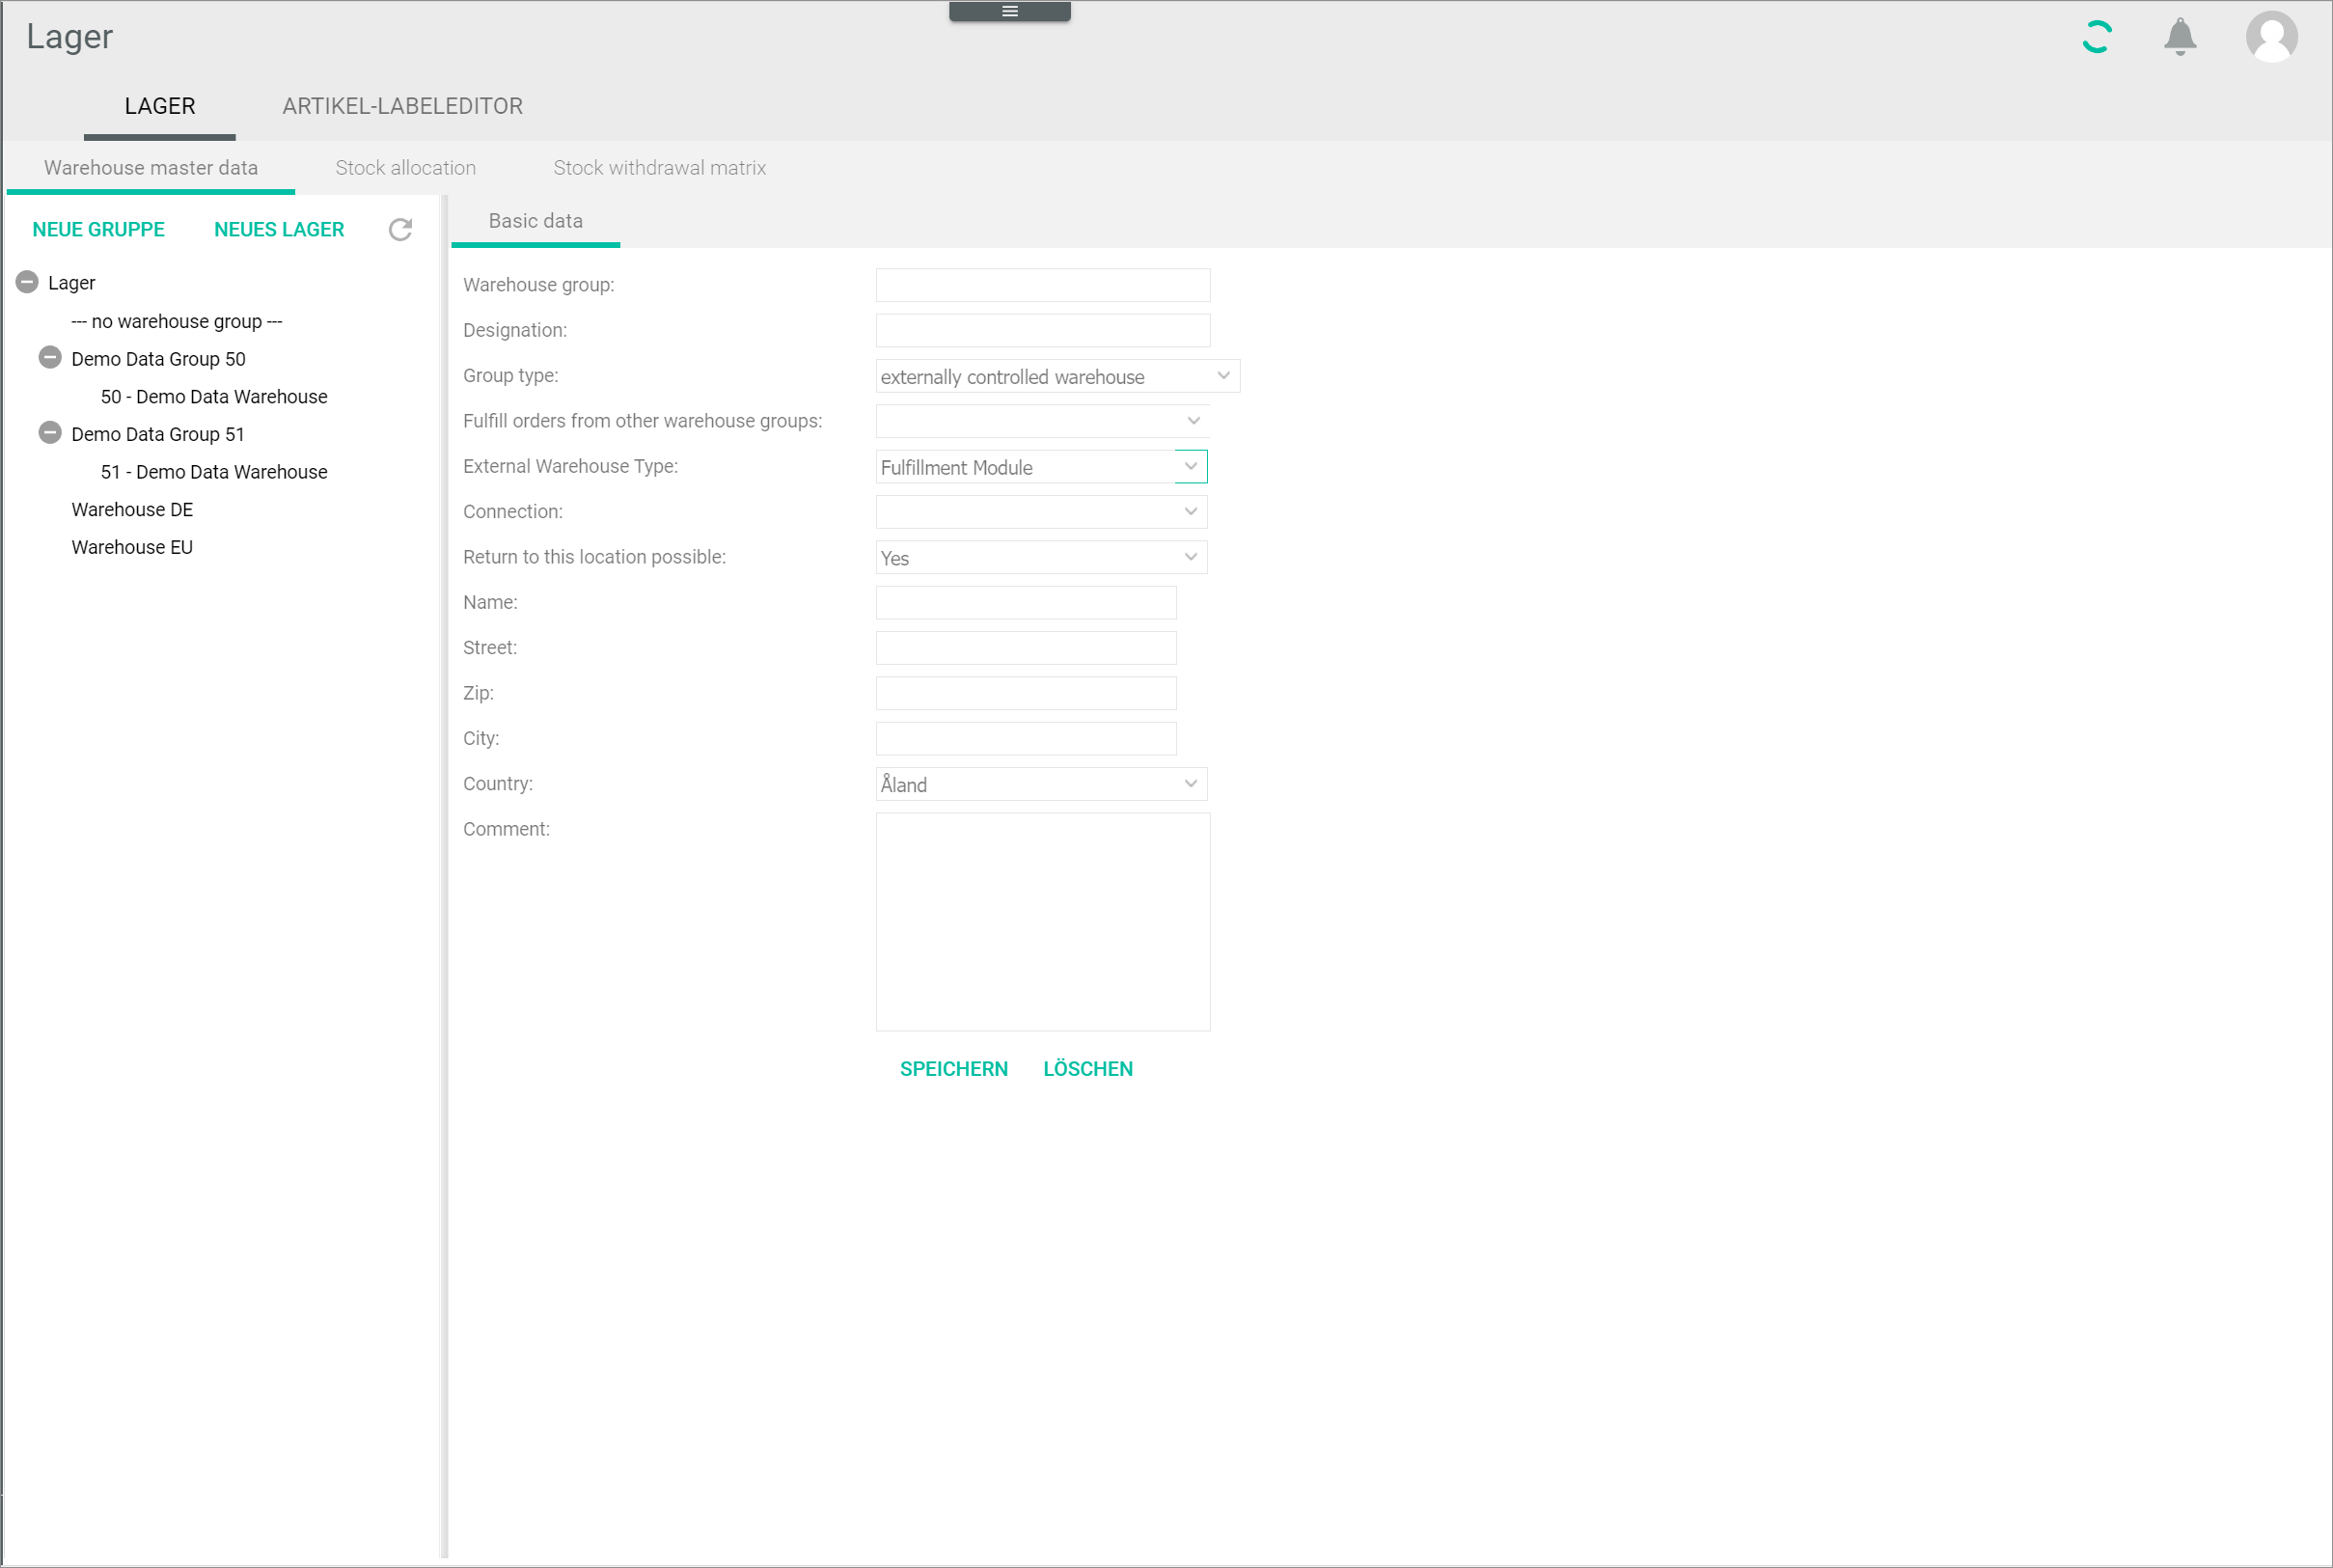 Lager
LAGER
ARTIKEL-LABELEDITOR
Warehouse master data
Stock allocation
Stock withdrawal matrix
NEUE GRUPPE
NEUES LAGER
Lager
--- no warehouse group ---
Demo Data Group 50
50 - Demo Data Warehouse
Demo Data Group 51
51 - Demo Data Warehouse
Warehouse DE
Warehouse EU
Basic data
Warehouse group:
Designation:
Group type: externally controlled warehouse
Fulfill orders from other warehouse groups:
External Warehouse Type: Fulfillment Module
Connection:
Return to this location possible: Yes
Name:
Street:
Zip:
City:
Country: Åland
Comment:
SPEICHERN
LÖSCHEN